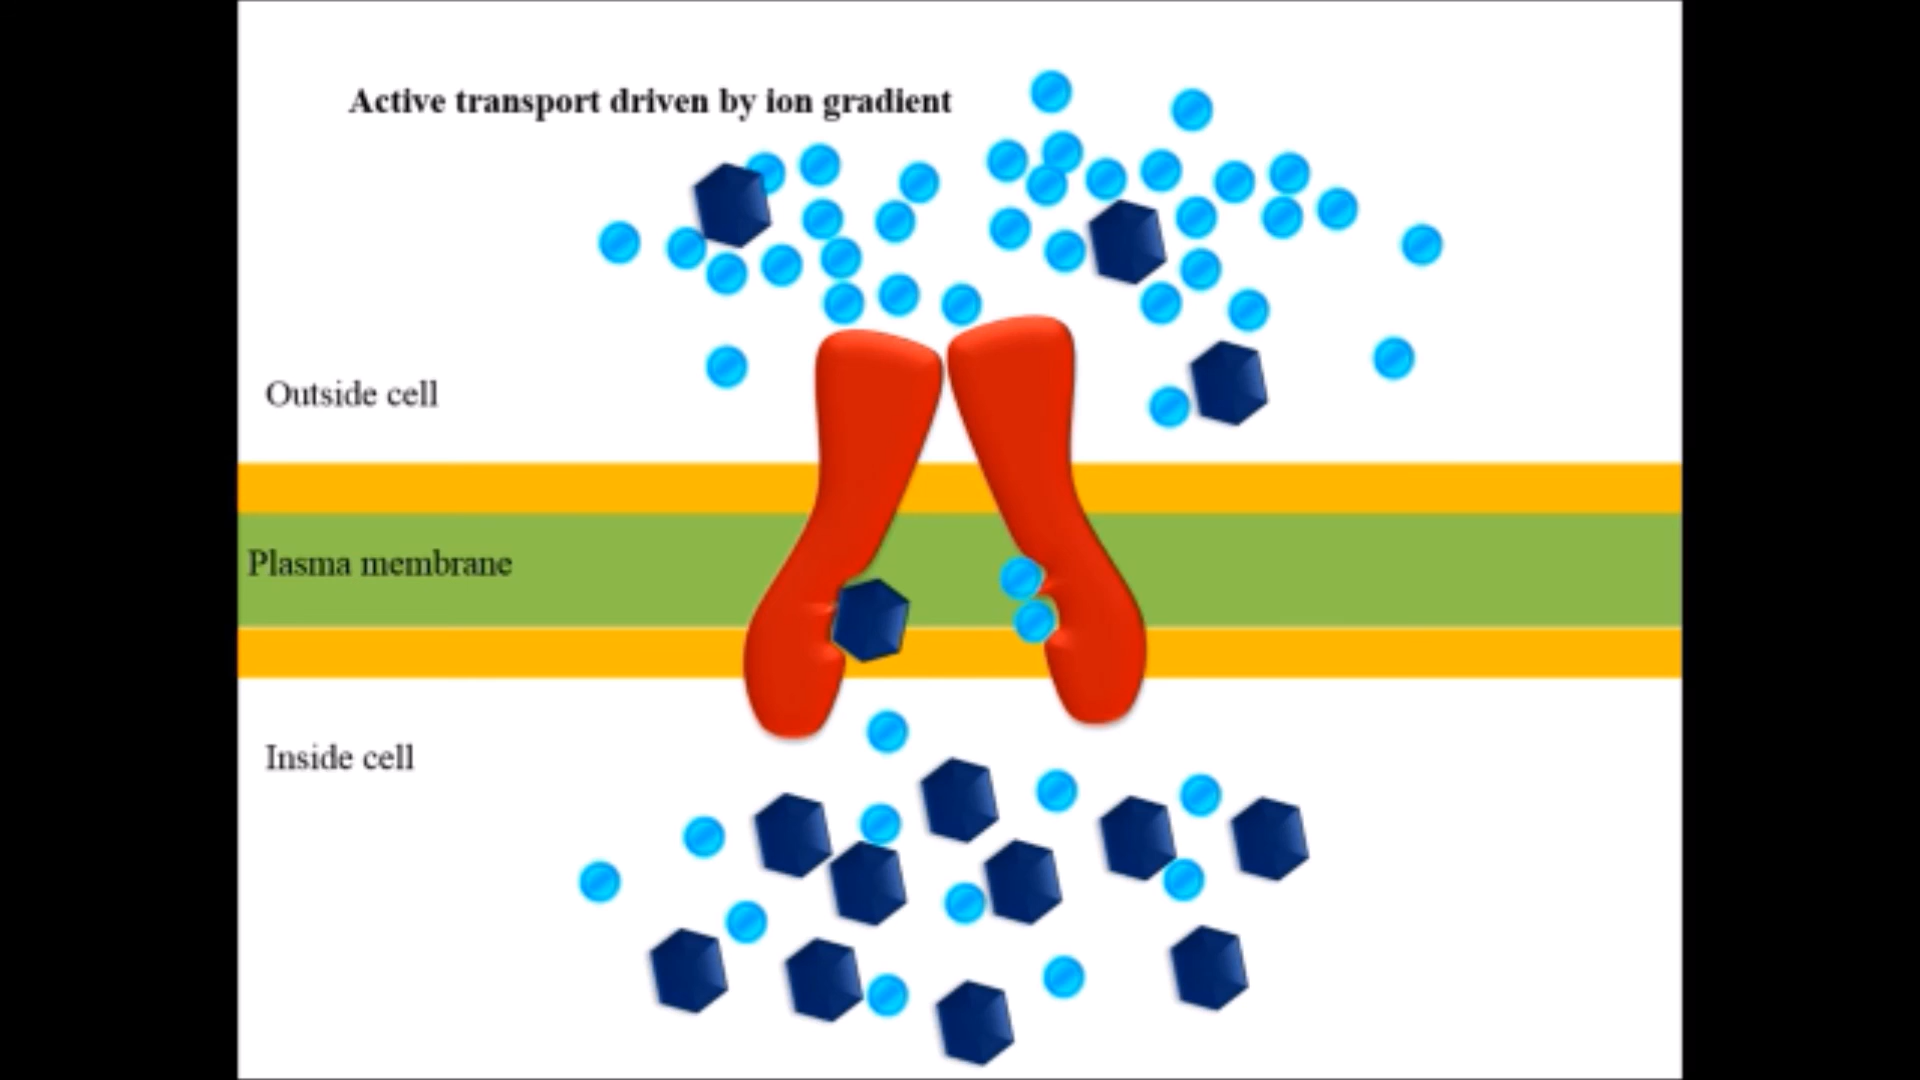 Active transport driven by ion gradient
Outside cell
Plasma membrane
Inside cell